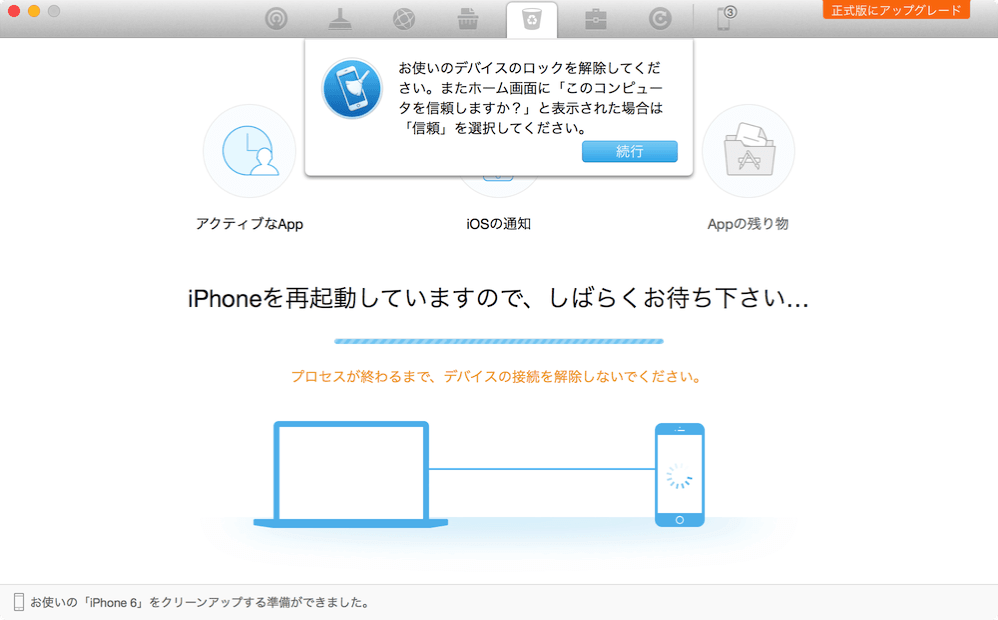 ③
正式版にアップグレード
お使いのデバイスのロックを解除してくだ
さい。またホーム画面に「このコンピュー
タを信頼しますか？」と表示された場合は
「信頼」を選択してください。
続行
アクティブなApp
iOSの通知
Appの残り物
iPhoneを再起動していますので、しばらくお待ち下さい...
プロセスが終わるまで、デバイスの接続を解除しないでください。
お使いの「iPhone 6」をクリーンアップする準備ができました。